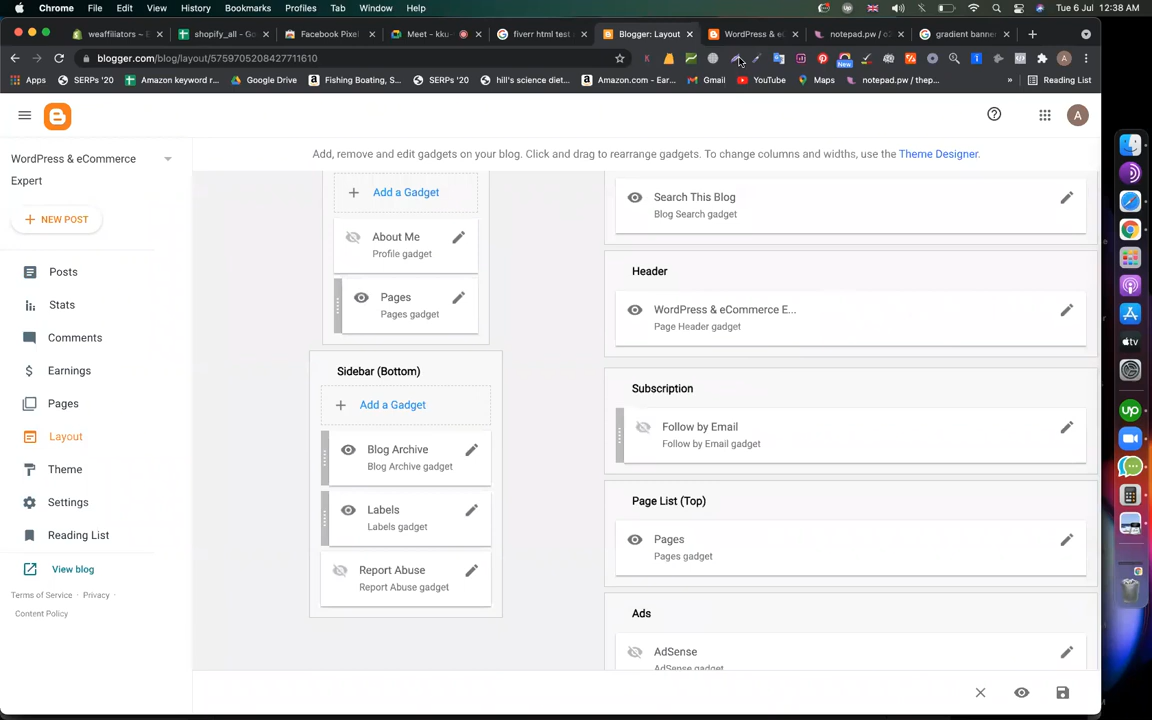 Chrome File Edit View History Bookmarks Profiles Tab Window Help Tue 6 Jul 12:38 AM
weaffiliators ~ E shopify_all - Go Facebook Pixel Meet - kku fiverr html test Blogger: Layout WordPress & eC notepad.pw / c gradient banner
blogger.com/blog/layout/5759705208427711610
Apps SERPs '20 Amazon keyword r... Google Drive Fishing Boating, S... SERPs '20 hill's science diet... Amazon.com - Ear... Gmail YouTube Maps notepad.pw / thep... » Reading List
New
A
WordPress & eCommerce
Expert
NEW POST
Posts
Stats
Comments
Earnings
Pages
Layout
Theme
Settings
Reading List
View blog
Terms of Service · Privacy ·
Content Policy
Add, remove and edit gadgets on your blog. Click and drag to rearrange gadgets. To change columns and widths, use the Theme Designer.
Add a Gadget
About Me
Profile gadget
Pages
Pages gadget
Sidebar (Bottom)
Add a Gadget
Blog Archive
Blog Archive gadget
Labels
Labels gadget
Report Abuse
Report Abuse gadget
Search This Blog
Blog Search gadget
Header
WordPress & eCommerce E...
Page Header gadget
Subscription
Follow by Email
Follow by Email gadget
Page List (Top)
Pages
Pages gadget
Ads
AdSense
AdSense gadget